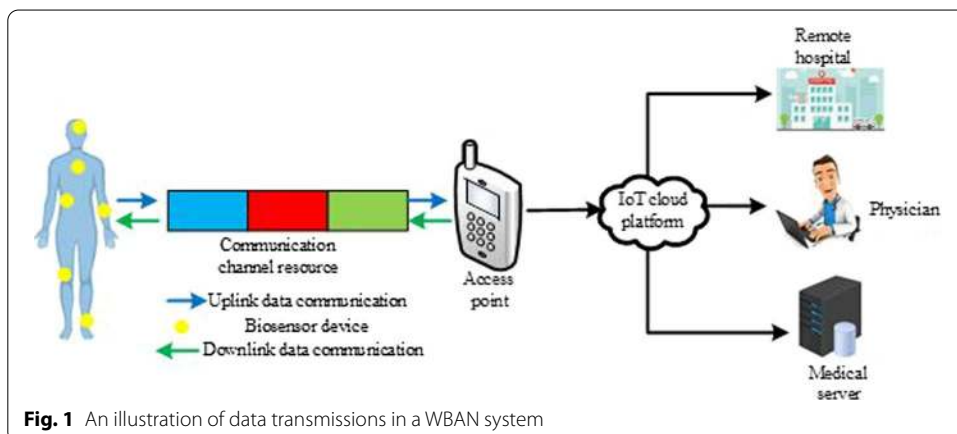 Remote
hospital
IoT cloud
platform
Physician
Communication
channel resource
Access
point
Uplink data communication
Biosensor device
Downlink data communication
Medical
server
Fig. 1 An illustration of data transmissions in a WBAN system